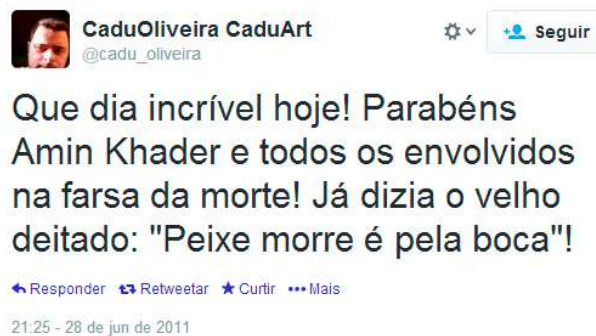 CaduOliveira CaduArt
@cadu_oliveira
Seguir
Que dia incrível hoje! Parabéns
Amin Khader e todos os envolvidos
na farsa da morte! Já dizia o velho
deitado: "Peixe morre é pela boca"!
Responder Retweetar Curtir Mais
21:25 - 28 de jun de 2011